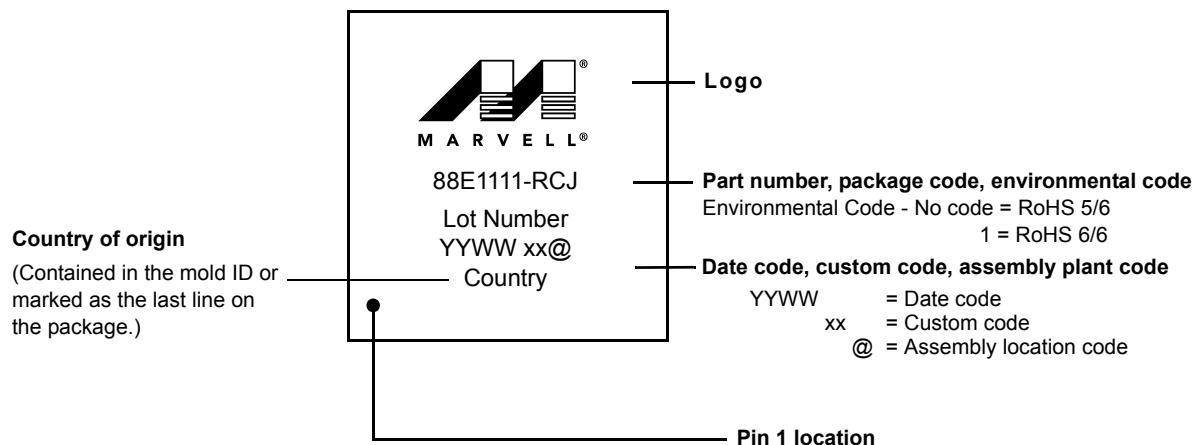 ®
MARVELL®
88E1111-RCJ
Lot Number
YYWW xx@
Country
Logo
Part number, package code, environmental code
Environmental Code - No code = RoHS 5/6
1 = RoHS 6/6
Date code, custom code, assembly plant code
YYWW = Date code
xx = Custom code
@ = Assembly location code
Country of origin
(Contained in the mold ID or
marked as the last line on
the package.)
Pin 1 location